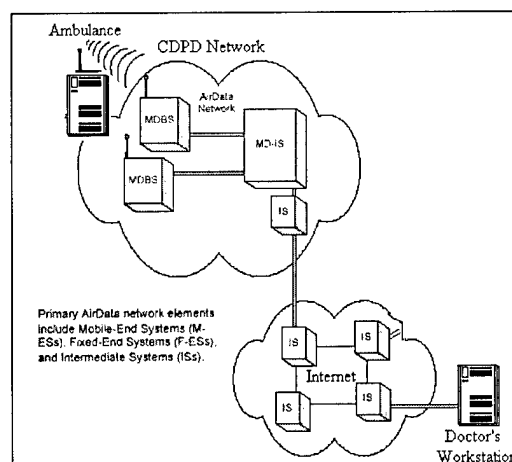 Ambulance
CDPD Network
AirData
Network
MDBS
MD-IS
MDBS
IS
Primary AirData network elements
include Mobile-End Systems (M-
ESs), Fixed-End Systems (F-ESs),
and Intermediate Systems (ISs).
IS
IS
Internet
IS
IS
Doctor's
Workstation